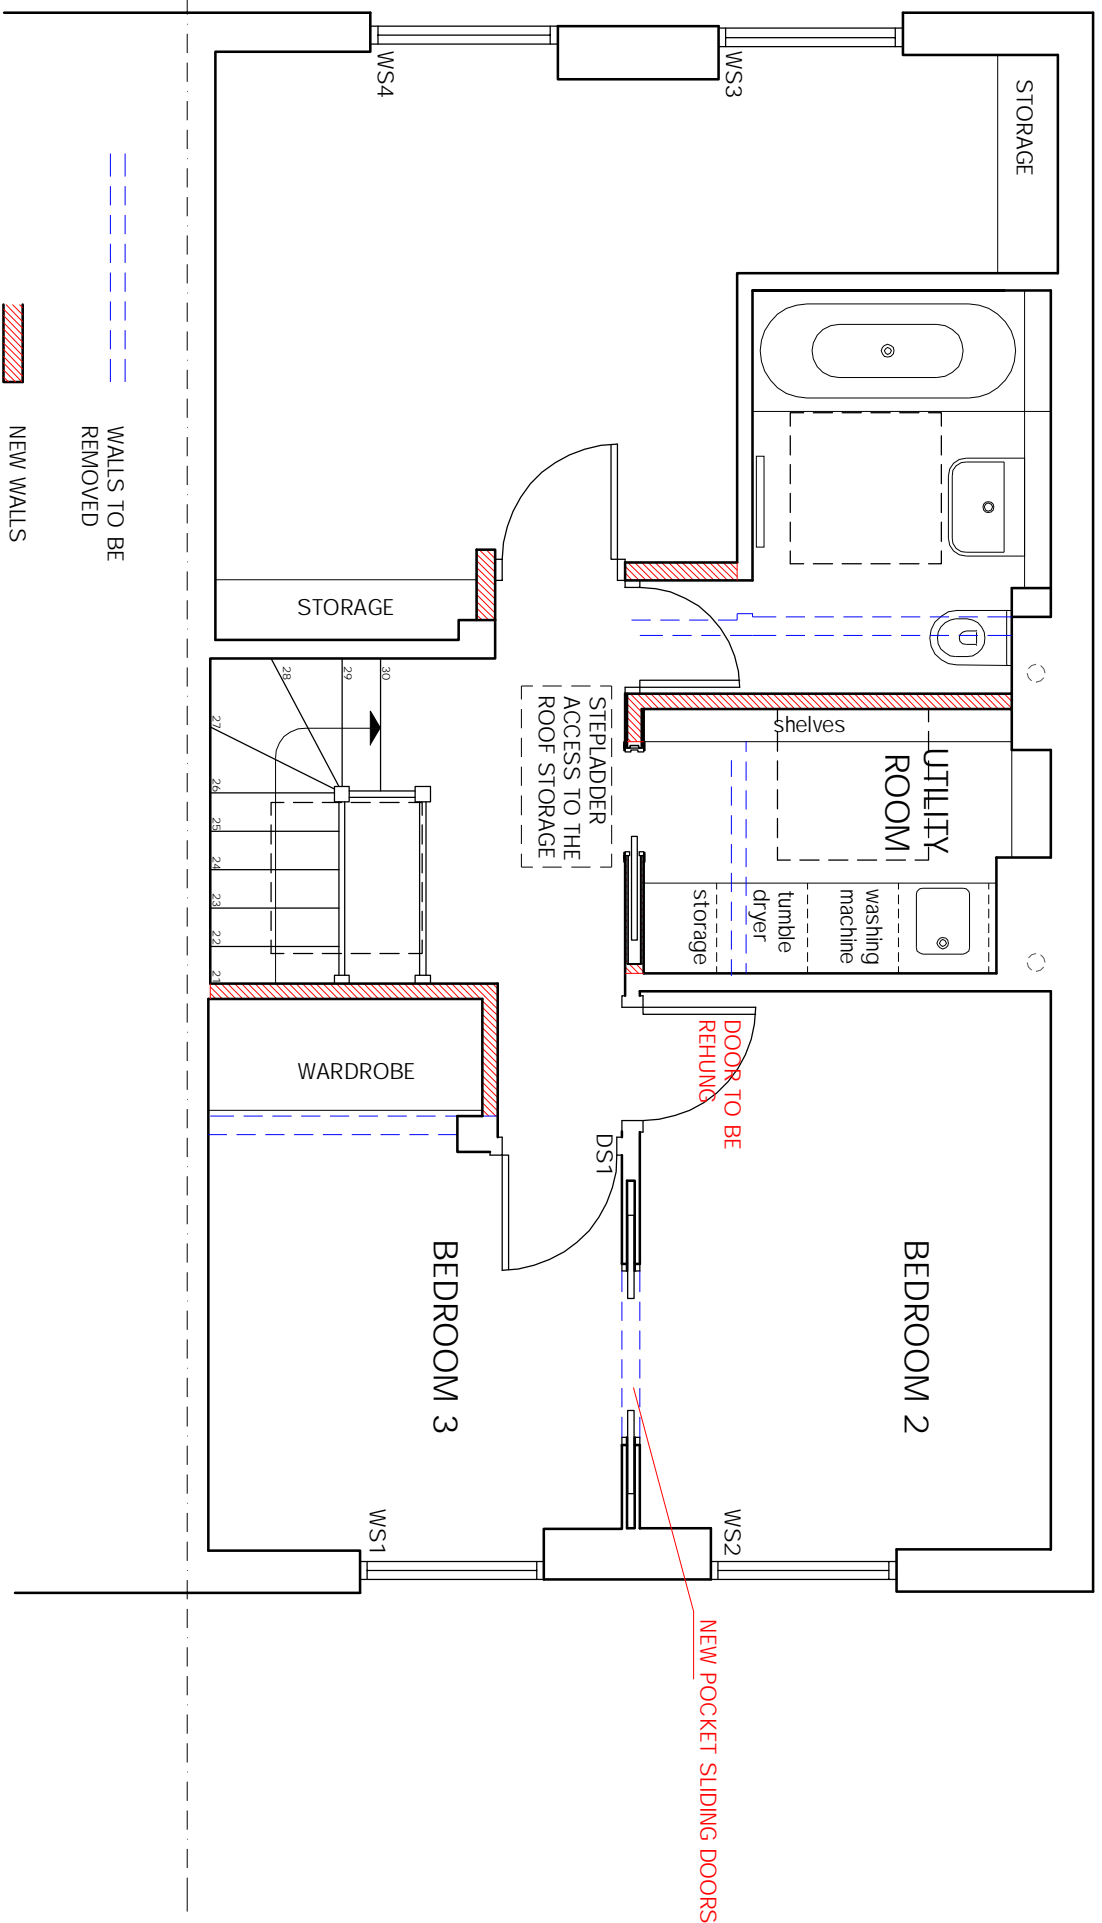 WS4
WS3
STORAGE
WALLS TO BE
REMOVED
NEW WALLS
STORAGE
30
29
28
27
26
25
24
23
22
21
STEPLADDER
ACCESS TO THE
ROOF STORAGE
shelves
UTILITY
ROOM
washing
machine
tumble
dryer
storage
WARDROBE
DOOR TO BE
REHUNG
DS1
BEDROOM 2
BEDROOM 3
WS2
WS1
NEW POCKET SLIDING DOORS